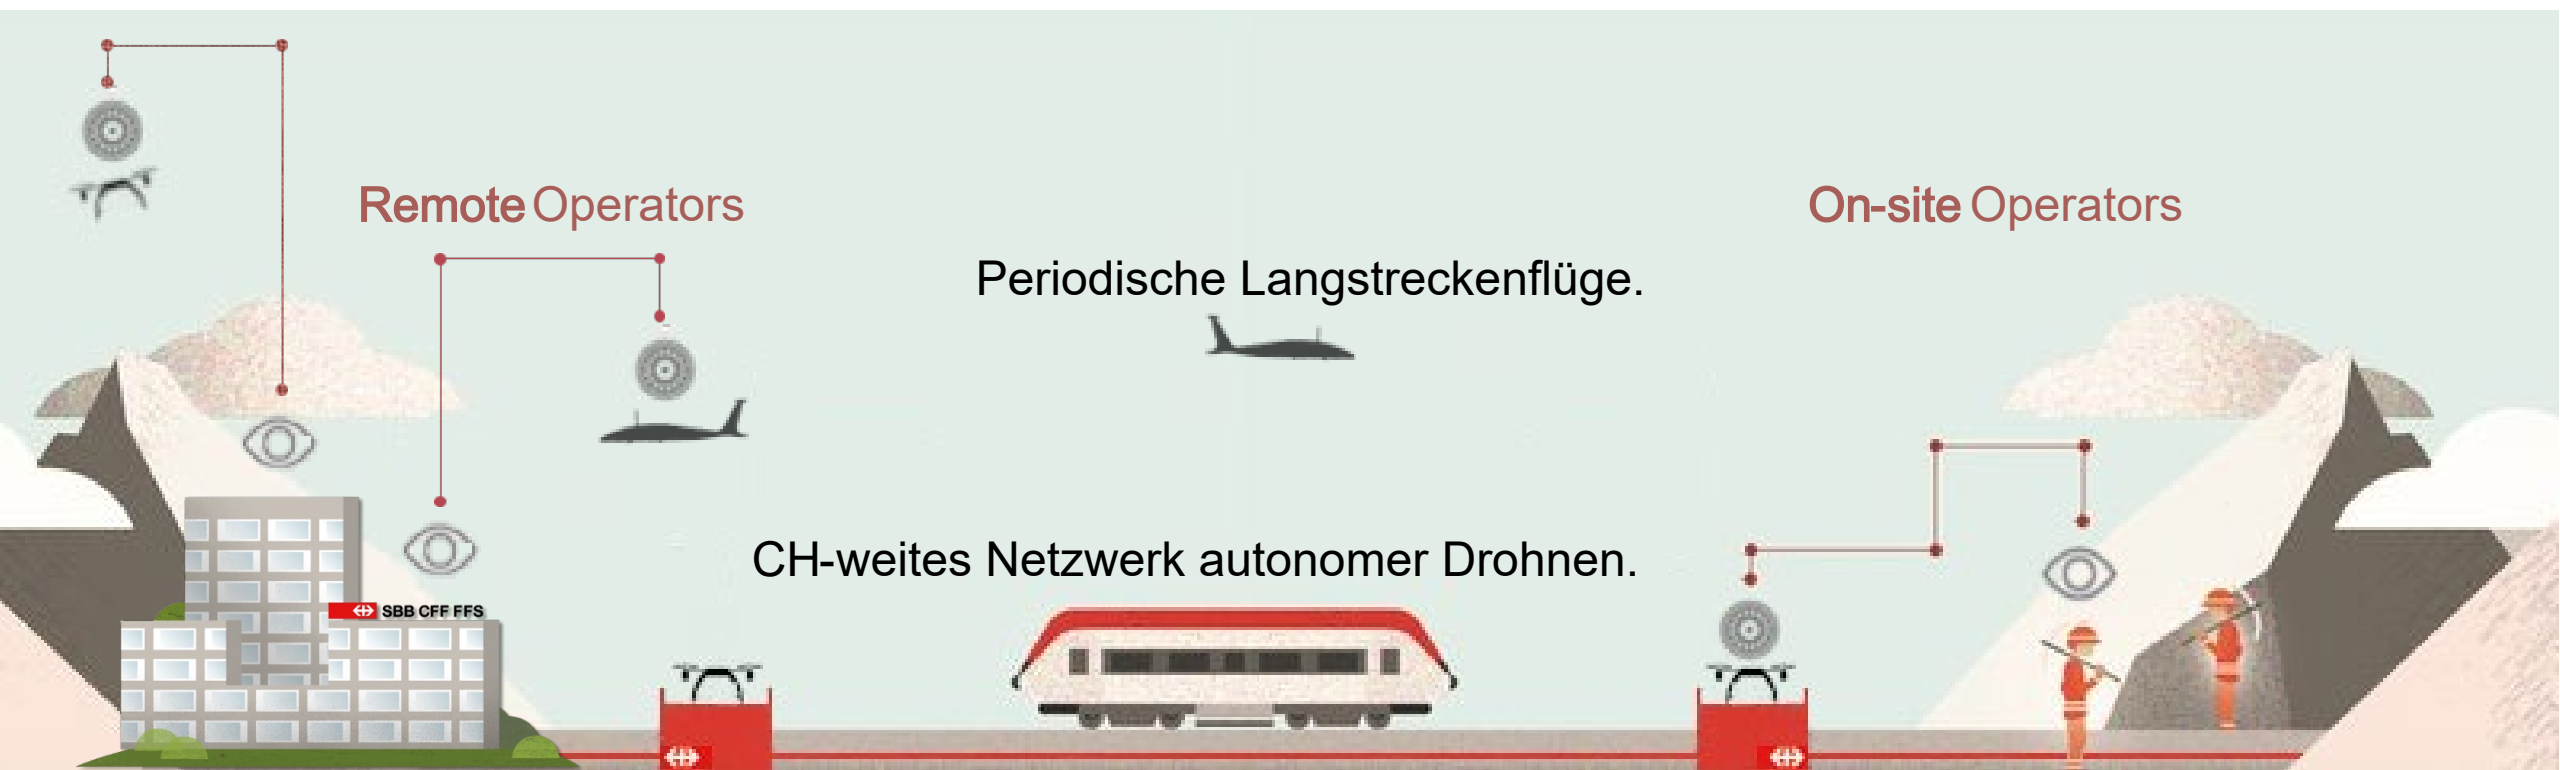 Remote Operators
On-site Operators
Periodische Langstreckenflüge.
CH-weites Netzwerk autonomer Drohnen.
SBB CFF FFS